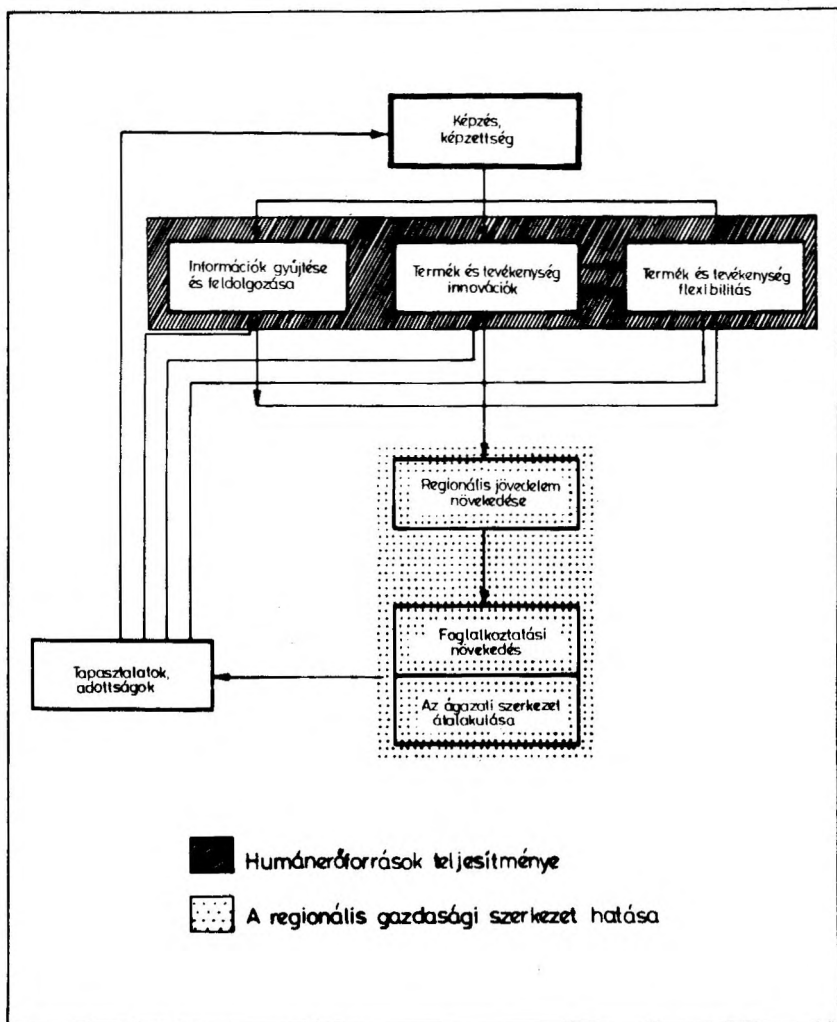 Képzés,
képzettség
Információk gyűjtése
és feldolgozása
Termék és tevékenység
innovációk
Termék és tevékenység
flexibilitás
Regionális jövedelem
növekedése
Foglalkoztatási
növekedés
Az ágazati szerkezet
átalakulása
Tapasztalatok,
adottságok
Humánerőforrások teljesítménye
A regionális gazdasági szerkezet hatása